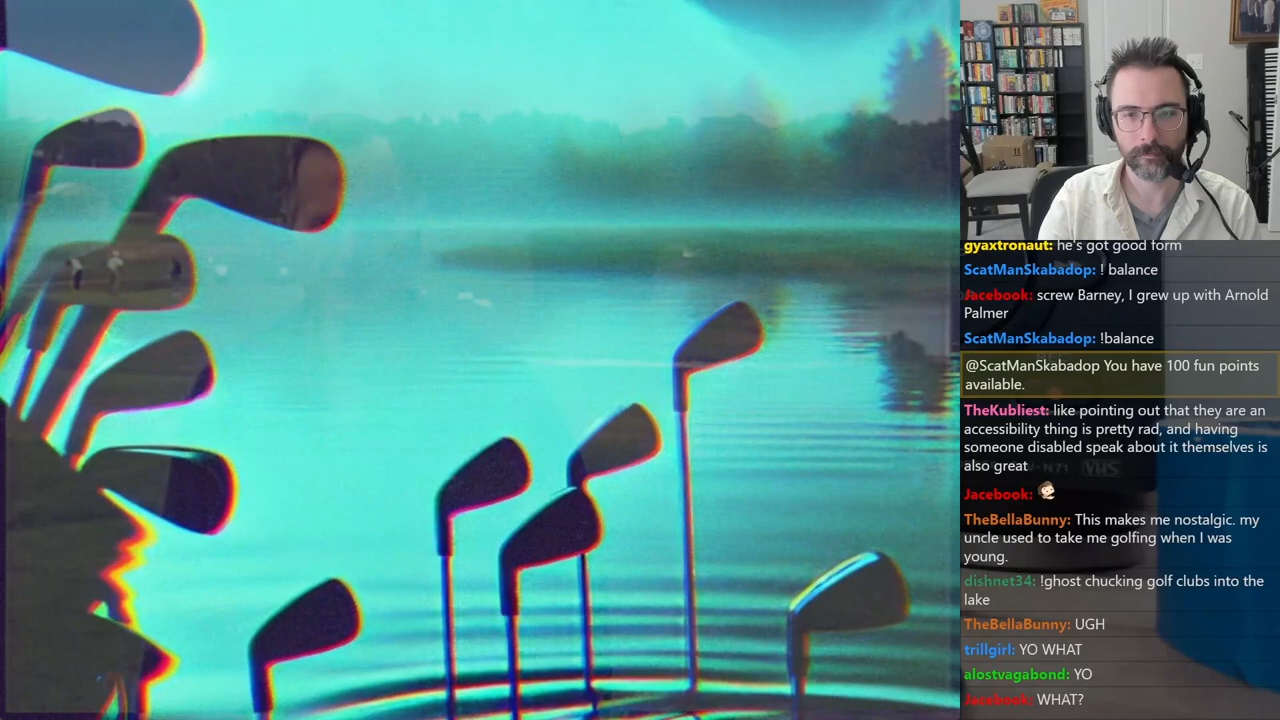 gyaxtronaut: he's got good form
ScatManSkabadop: ! balance
Jacebook: screw Barney, I grew up with Arnold
Palmer
ScatManSkabadop: !balance
@ScatManSkabadop You have 100 fun points
available.
TheKubliest: like pointing out that they are an
accessibility thing is pretty rad, and having
someone disabled speak about it themselves is
also great
VHS
Jacebook:
TheBellaBunny: This makes me nostalgic. my
uncle used to take me golfing when I was
young.
dishnet34: !ghost chucking golf clubs into the
lake
TheBellaBunny: UGH
trillgirl: YO WHAT
alostvagabond: YO
Jacebook: WHAT?